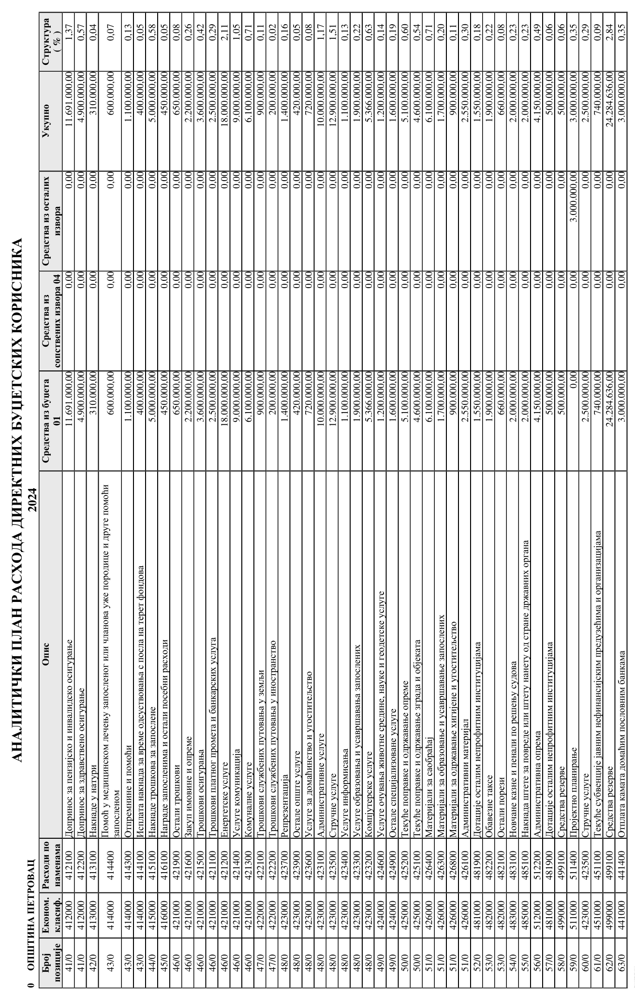 АНАЛИТИЧКИ ПЛАН РАСХОДА ДИРЕКТНИХ БУЏЕТСКИХ КОРИСНИКА
2024
0 ОПШТИНА ПЕТРОВАЦ
Број позиције Економ. класиф. Расходи по наменама Опис Средства из буџета 01 Средства из сопствених извора 04 Средства из осталих извора Укупно Структура ( % )
41/0 412000 412100 Допринос за пензијско и инвалидско осигурање 11.691.000,00 0,00 0,00 11.691.000,00 1,37
41/0 412000 412200 Допринос за здравствено осигурање 4.900.000,00 0,00 0,00 4.900.000,00 0,57
42/0 413000 413100 Накнаде у натури 310.000,00 0,00 0,00 310.000,00 0,04
43/0 414000 414400 Помоћ у медицинском лечењу запосленог или чланова уже породице и друге помоћи запосленом 600.000,00 0,00 0,00 600.000,00 0,07
43/0 414000 414300 Отпремнине и помоћи 1.100.000,00 0,00 0,00 1.100.000,00 0,13
43/0 414000 414100 Исплата накнада за време одсуствовања с посла на терет фондова 400.000,00 0,00 0,00 400.000,00 0,05
44/0 415000 415100 Накнаде трошкова за запослене 5.000.000,00 0,00 0,00 5.000.000,00 0,58
45/0 416000 416100 Награде запосленима и остали посебни расходи 450.000,00 0,00 0,00 450.000,00 0,05
46/0 421000 421900 Остали трошкови 650.000,00 0,00 0,00 650.000,00 0,08
46/0 421000 421600 Закуп имовине и опреме 2.200.000,00 0,00 0,00 2.200.000,00 0,26
46/0 421000 421500 Трошкови осигурања 3.600.000,00 0,00 0,00 3.600.000,00 0,42
46/0 421000 421100 Трошкови платног промета и банкарских услуга 2.500.000,00 0,00 0,00 2.500.000,00 0,29
46/0 421000 421200 Енергетске услуге 18.000.000,00 0,00 0,00 18.000.000,00 2,11
46/0 421000 421400 Услуге комуникација 9.000.000,00 0,00 0,00 9.000.000,00 1,05
46/0 421000 421300 Комуналне услуге 6.100.000,00 0,00 0,00 6.100.000,00 0,71
47/0 422000 422100 Трошкови службених путовања у земљи 900.000,00 0,00 0,00 900.000,00 0,11
47/0 422000 422200 Трошкови службених путовања у иностранство 200.000,00 0,00 0,00 200.000,00 0,02
48/0 423000 423700 Репрезентација 1.400.000,00 0,00 0,00 1.400.000,00 0,16
48/0 423000 423900 Остале опште услуге 420.000,00 0,00 0,00 420.000,00 0,05
48/0 423000 423600 Услуге за домаћинство и угоститељство 720.000,00 0,00 0,00 720.000,00 0,08
48/0 423000 423100 Административне услуге 10.000.000,00 0,00 0,00 10.000.000,00 1,17
48/0 423000 423500 Стручне услуге 12.900.000,00 0,00 0,00 12.900.000,00 1,51
48/0 423000 423400 Услуге информисања 1.100.000,00 0,00 0,00 1.100.000,00 0,13
48/0 423000 423300 Услуге образовања и усавршавања запослених 1.900.000,00 0,00 0,00 1.900.000,00 0,22
48/0 423000 423200 Компјутерске услуге 5.366.000,00 0,00 0,00 5.366.000,00 0,63
49/0 424000 424600 Услуге очувања животне средине, науке и геодетске услуге 1.200.000,00 0,00 0,00 1.200.000,00 0,14
49/0 424000 424900 Остале специјализоване услуге 1.600.000,00 0,00 0,00 1.600.000,00 0,19
50/0 425000 425200 Текуће поправке и одржавање опреме 5.100.000,00 0,00 0,00 5.100.000,00 0,60
50/0 425000 425100 Текуће поправке и одржавање зграда и објеката 4.600.000,00 0,00 0,00 4.600.000,00 0,54
51/0 426000 426400 Материјали за саобраћај 6.100.000,00 0,00 0,00 6.100.000,00 0,71
51/0 426000 426300 Материјали за образовање и усавршавање запослених 1.700.000,00 0,00 0,00 1.700.000,00 0,20
51/0 426000 426800 Материјали за одржавање хигијене и угоститељство 900.000,00 0,00 0,00 900.000,00 0,11
51/0 426000 426100 Административни материјал 2.550.000,00 0,00 0,00 2.550.000,00 0,30
52/0 481000 481900 Дотације осталим непрофитним институцијама 1.550.000,00 0,00 0,00 1.550.000,00 0,18
53/0 482000 482200 Обавезне таксе 1.900.000,00 0,00 0,00 1.900.000,00 0,22
53/0 482000 482100 Остали порези 660.000,00 0,00 0,00 660.000,00 0,08
54/0 483000 483100 Новчане казне и пенали по решењу судова 2.000.000,00 0,00 0,00 2.000.000,00 0,23
55/0 485000 485100 Накнада штете за повреде или штету нанету од стране државних органа 2.000.000,00 0,00 0,00 2.000.000,00 0,23
56/0 512000 512200 Административна опрема 4.150.000,00 0,00 0,00 4.150.000,00 0,49
57/0 481000 481900 Дотације осталим непрофитним институцијама 500.000,00 0,00 0,00 500.000,00 0,06
58/0 499000 499100 Средства резерве 500.000,00 0,00 0,00 500.000,00 0,06
59/0 511000 511400 Пројектно планирање 0,00 0,00 3.000.000,00 3.000.000,00 0,35
60/0 423000 423500 Стручне услуге 2.500.000,00 0,00 0,00 2.500.000,00 0,29
61/0 451000 451100 Текуће субвенције јавним нефинансијским предузећима и организацијама 740.000,00 0,00 0,00 740.000,00 0,09
62/0 499000 499100 Средства резерве 24.284.636,00 0,00 0,00 24.284.636,00 2,84
63/0 441000 441400 Отплата камата домаћим пословним банкама 3.000.000,00 0,00 0,00 3.000.000,00 0,35